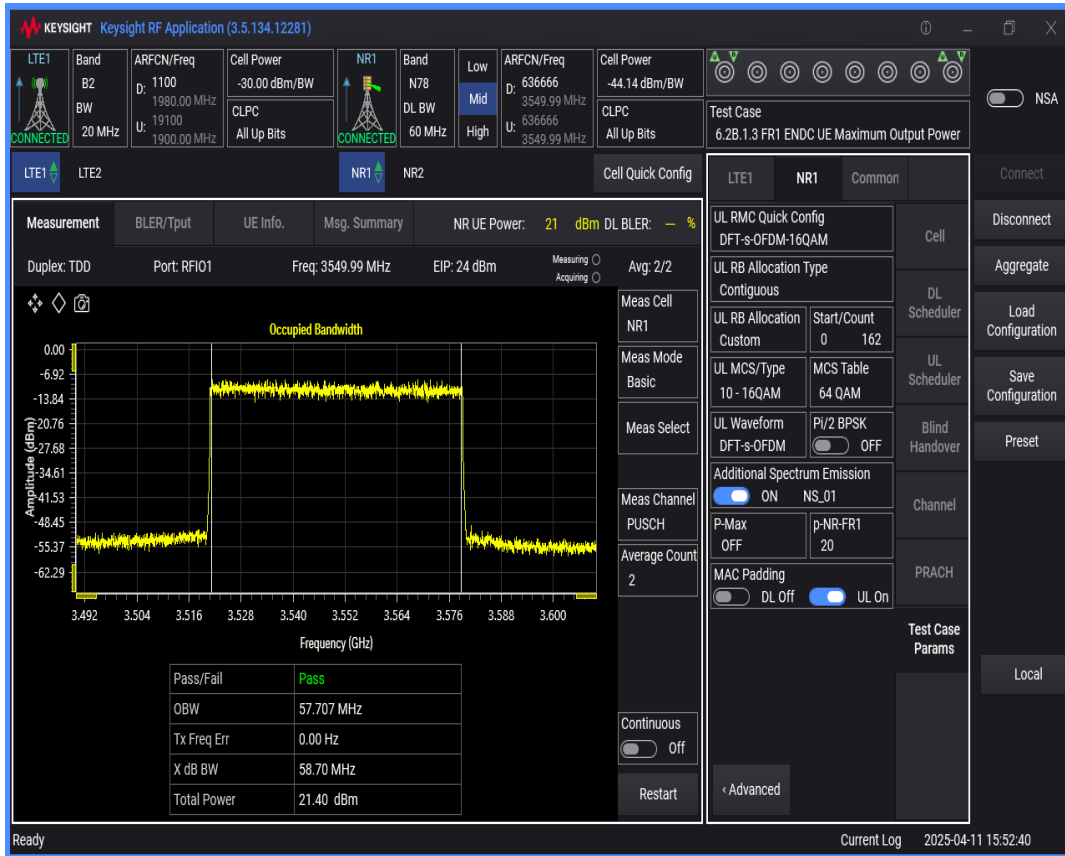 KEYSIGHT Keysight RF Application (3.5.134.12281)
LTE1
CONNECTED
Band
B2
BW
20 MHz
ARFCN/Freq
D: 1100
1980.00 MHz
U: 19100
1900.00 MHz
Cell Power
-30.00 dBm/BW
CLPC
All Up Bits
NR1
CONNECTED
Band
N78
DL BW
60 MHz
Low
Mid
High
ARFCN/Freq
D: 636666
3549.99 MHz
U: 636666
3549.99 MHz
Cell Power
-44.14 dBm/BW
CLPC
All Up Bits
Test Case
6.2B.1.3 FR1 ENDC UE Maximum Output Power
NSA
LTE1 LTE2 NR1 NR2 Cell Quick Config
Measurement BLER/Tput UE Info. Msg. Summary NR UE Power: 21 dBm DL BLER: — %
Duplex: TDD Port: RFIO1 Freq: 3549.99 MHz EIP: 24 dBm Measuring Avg: 2/2
Acquiring
Occupied Bandwidth
Amplitude (dBm)
0.00
-6.92
-13.84
-20.76
-27.68
-34.61
-41.53
-48.45
-55.37
-62.29
3.492 3.504 3.516 3.528 3.540 3.552 3.564 3.576 3.588 3.600
Frequency (GHz)
Pass/Fail Pass
OBW 57.707 MHz
Tx Freq Err 0.00 Hz
X dB BW 58.70 MHz
Total Power 21.40 dBm
Meas Cell
NR1
Meas Mode
Basic
Meas Select
Meas Channel
PUSCH
Average Count
2
Continuous
Off
Restart
LTE1 NR1 Common
UL RMC Quick Config
DFT-s-OFDM-16QAM
UL RB Allocation Type
Contiguous
UL RB Allocation Start/Count
Custom 0 162
UL MCS/Type MCS Table
10 - 16QAM 64 QAM
UL Waveform Pi/2 BPSK
DFT-s-OFDM OFF
Additional Spectrum Emission
ON NS_01
P-Max p-NR-FR1
OFF 20
MAC Padding
DL Off UL On
‹ Advanced
Cell
DL
Scheduler
UL
Scheduler
Blind
Handover
Channel
PRACH
Test Case
Params
Connect
Disconnect
Aggregate
Load
Configuration
Save
Configuration
Preset
Local
Ready Current Log 2025-04-11 15:52:40